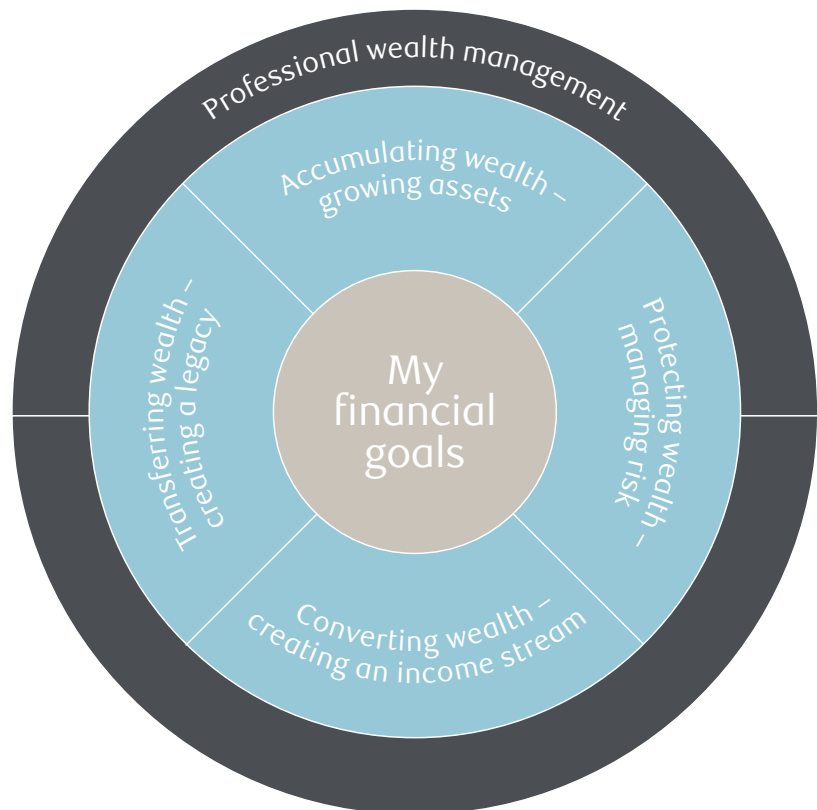 Professional wealth management
Accumulating wealth –
growing assets
Protecting wealth –
managing risk
Converting wealth –
creating an income stream
Transferring wealth –
creating a legacy
My
financial
goals